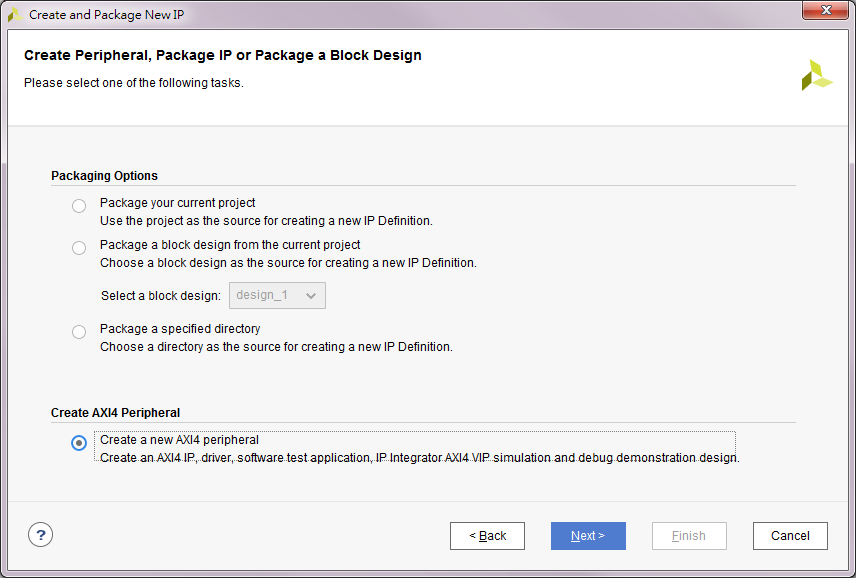 Create and Package New IP
Create Peripheral, Package IP or Package a Block Design
Please select one of the following tasks.
Packaging Options
Package your current project
Use the project as the source for creating a new IP Definition.
Package a block design from the current project
Choose a block design as the source for creating a new IP Definition.
Select a block design: design_1
Package a specified directory
Choose a directory as the source for creating a new IP Definition.
Create AXI4 Peripheral
Create a new AXI4 peripheral
Create an AXI4 IP, driver, software test application, IP Integrator AXI4 VIP simulation and debug demonstration design.
? < Back Next > Finish Cancel